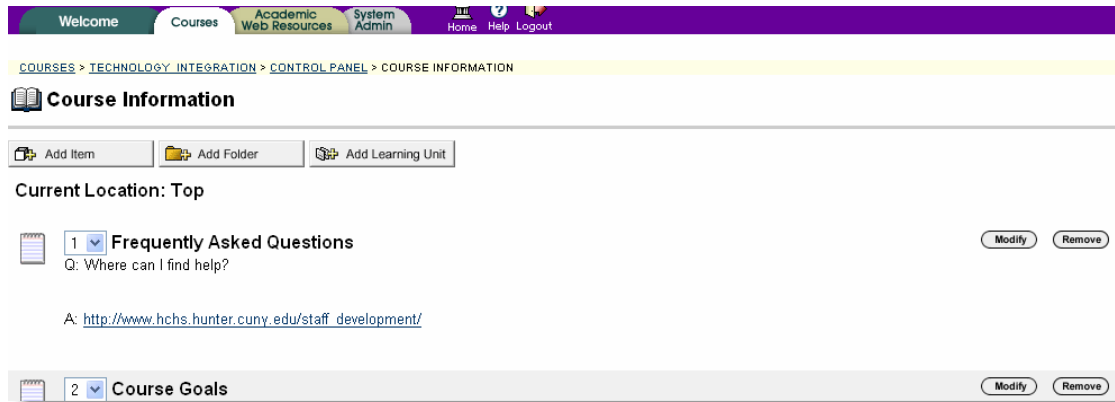 Welcome
Courses
Academic
Web Resources
System
Admin
Home Help Logout
COURSES > TECHNOLOGY INTEGRATION > CONTROL PANEL > COURSE INFORMATION
Course Information
Add Item
Add Folder
Add Learning Unit
Current Location: Top
1 Frequently Asked Questions
Modify
Remove
Q: Where can I find help?
A: http://www.hchs.hunter.cuny.edu/staff_development/
2 Course Goals
Modify
Remove